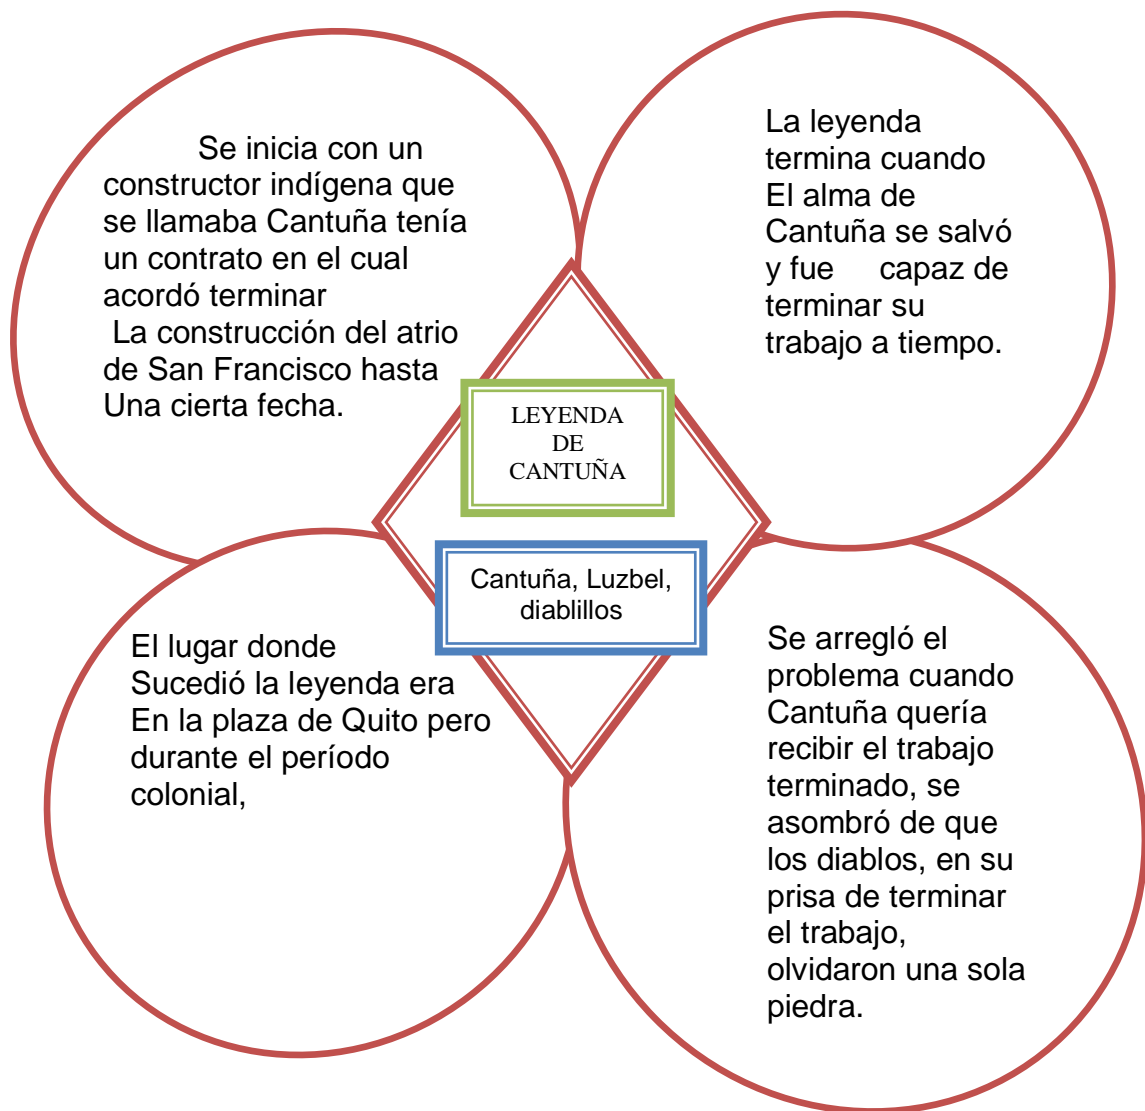 Se inicia con un
constructor indígena que
se llamaba Cantuña tenía
un contrato en el cual
acordó terminar
La construcción del atrio
de San Francisco hasta
Una cierta fecha.
La leyenda
termina cuando
El alma de
Cantuña se salvó
y fue capaz de
terminar su
trabajo a tiempo.
LEYENDA
DE
CANTUÑA
Cantuña, Luzbel,
diablillos
El lugar donde
Sucedió la leyenda era
En la plaza de Quito pero
durante el período
colonial,
Se arregló el
problema cuando
Cantuña quería
recibir el trabajo
terminado, se
asombró de que
los diablos, en su
prisa de terminar
el trabajo,
olvidaron una sola
piedra.